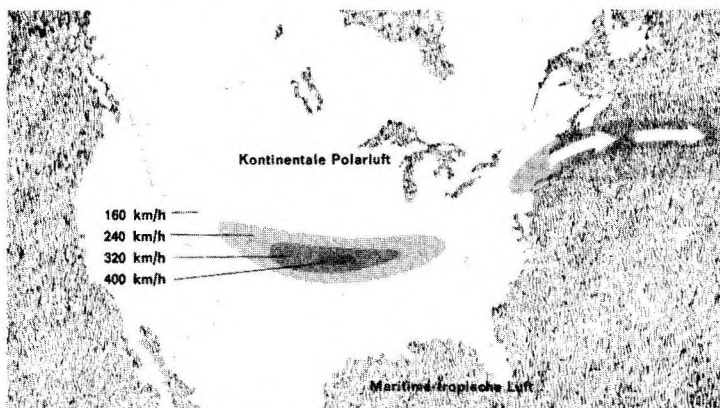 Kontinentale Polarluft
160 km/h
240 km/h
320 km/h
400 km/h
Maritime tropische Luft